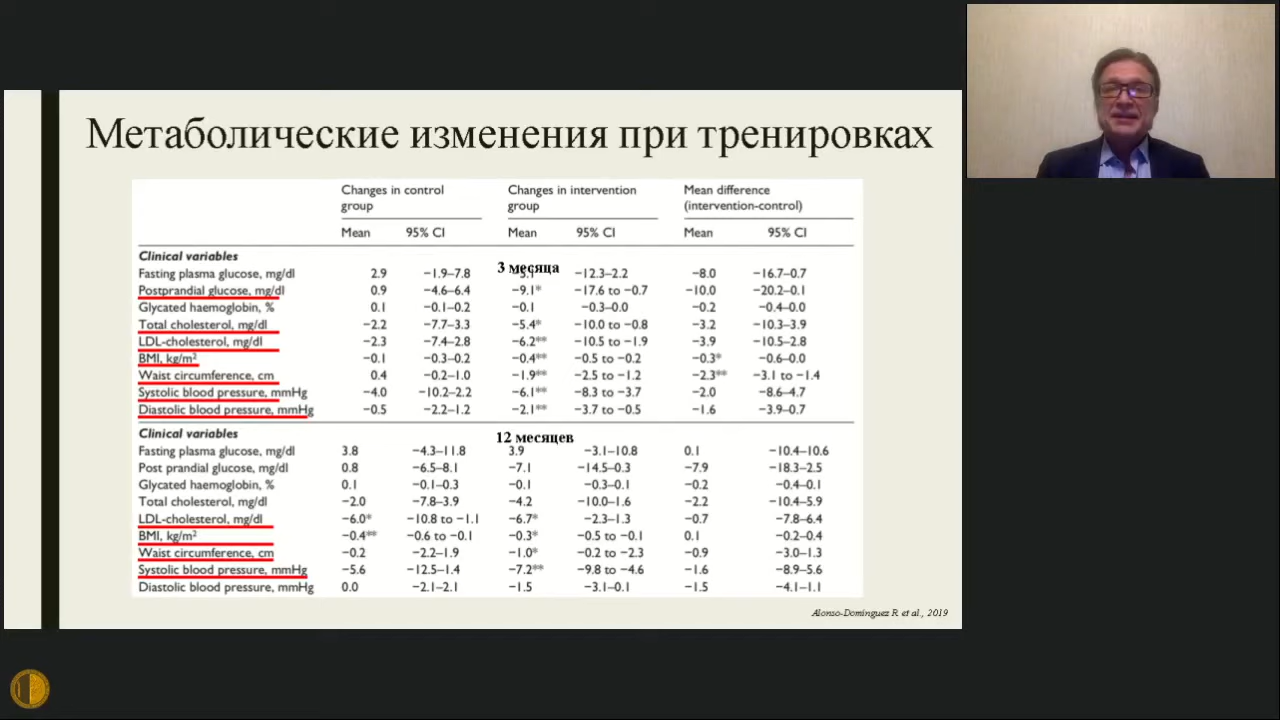 Метаболические изменения при тренировках
Changes in control group Changes in intervention group Mean difference (intervention-control)
Mean 95% CI Mean 95% CI Mean 95% CI
Clinical variables
3 месяца
Fasting plasma glucose, mg/dl 2.9 −1.9–7.8 −12.3–2.2 −8.0 −16.7–0.7
Postprandial glucose, mg/dl 0.9 −4.6–6.4 −9.1* −17.6 to −0.7 −10.0 −20.2–0.1
Glycated haemoglobin, % 0.1 −0.1–0.2 −0.1 −0.3–0.0 −0.2 −0.4–0.0
Total cholesterol, mg/dl −2.2 −7.7–3.3 −5.4* −10.0 to −0.8 −3.2 −10.3–3.9
LDL-cholesterol, mg/dl −2.3 −7.4–2.8 −6.2** −10.5 to −1.9 −3.9 −10.5–2.8
BMI, kg/m² −0.1 −0.3–0.2 −0.4** −0.5 to −0.2 −0.3* −0.6–0.0
Waist circumference, cm 0.4 −0.2–1.0 −1.9** −2.5 to −1.2 −2.3** −3.1 to −1.4
Systolic blood pressure, mmHg −4.0 −10.2–2.2 −6.1** −8.3 to −3.7 −2.0 −8.6–4.7
Diastolic blood pressure, mmHg −0.5 −2.2–1.2 −2.1** −3.7 to −0.5 −1.6 −3.9–0.7
Clinical variables
12 месяцев
Fasting plasma glucose, mg/dl 3.8 −4.3–11.8 3.9 −3.1–10.8 0.1 −10.4–10.6
Post prandial glucose, mg/dl 0.8 −6.5–8.1 −7.1 −14.5–0.3 −7.9 −18.3–2.5
Glycated haemoglobin, % 0.1 −0.1–0.3 −0.1 −0.3–0.1 −0.2 −0.4–0.1
Total cholesterol, mg/dl −2.0 −7.8–3.9 −4.2 −10.0–1.6 −2.2 −10.4–5.9
LDL-cholesterol, mg/dl −6.0* −10.8 to −1.1 −6.7* −2.3–1.3 −0.7 −7.8–6.4
BMI, kg/m² −0.4** −0.6 to −0.1 −0.3* −0.5 to −0.1 0.1 −0.2–0.4
Waist circumference, cm −0.2 −2.2–1.9 −1.0* −0.2 to −2.3 −0.9 −3.0–1.3
Systolic blood pressure, mmHg −5.6 −12.5–1.4 −7.2** −9.8 to −4.6 −1.6 −8.9–5.6
Diastolic blood pressure, mmHg 0.0 −2.1–2.1 −1.5 −3.1–0.1 −1.5 −4.1–1.1
Alonso-Domínguez R et al., 2019